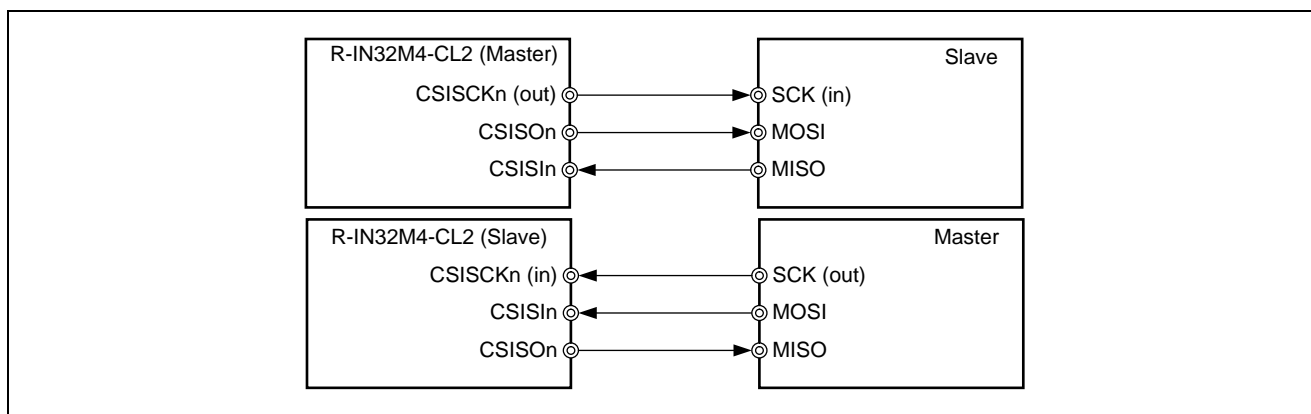 R-IN32M4-CL2 (Master)
Slave
CSISCKn (out)
SCK (in)
CSISOn
MOSI
CSISIn
MISO
R-IN32M4-CL2 (Slave)
Master
CSISCKn (in)
SCK (out)
CSISIn
MOSI
CSISOn
MISO